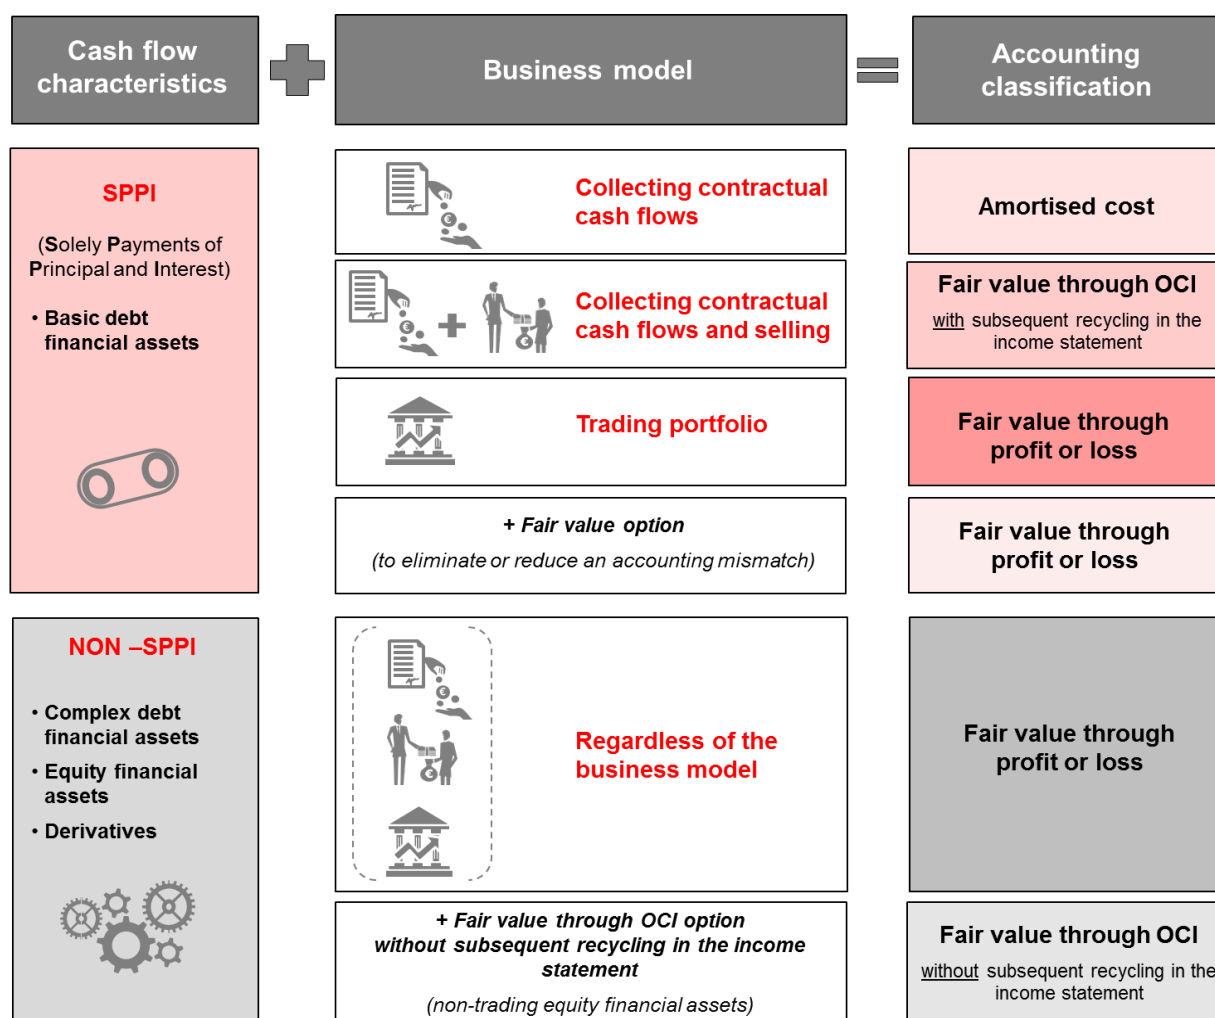 Cash flow
characteristics
Business model
Accounting
classification
SPPI
(Solely Payments of
Principal and Interest)
• Basic debt
financial assets
Collecting contractual
cash flows
Amortised cost
Collecting contractual
cash flows and selling
Fair value through OCI
with subsequent recycling in the
income statement
Trading portfolio
Fair value through
profit or loss
+ Fair value option
(to eliminate or reduce an accounting mismatch)
Fair value through
profit or loss
NON –SPPI
• Complex debt
financial assets
• Equity financial
assets
• Derivatives
Regardless of the
business model
Fair value through
profit or loss
+ Fair value through OCI option
without subsequent recycling in the income
statement
(non-trading equity financial assets)
Fair value through OCI
without subsequent recycling in the
income statement